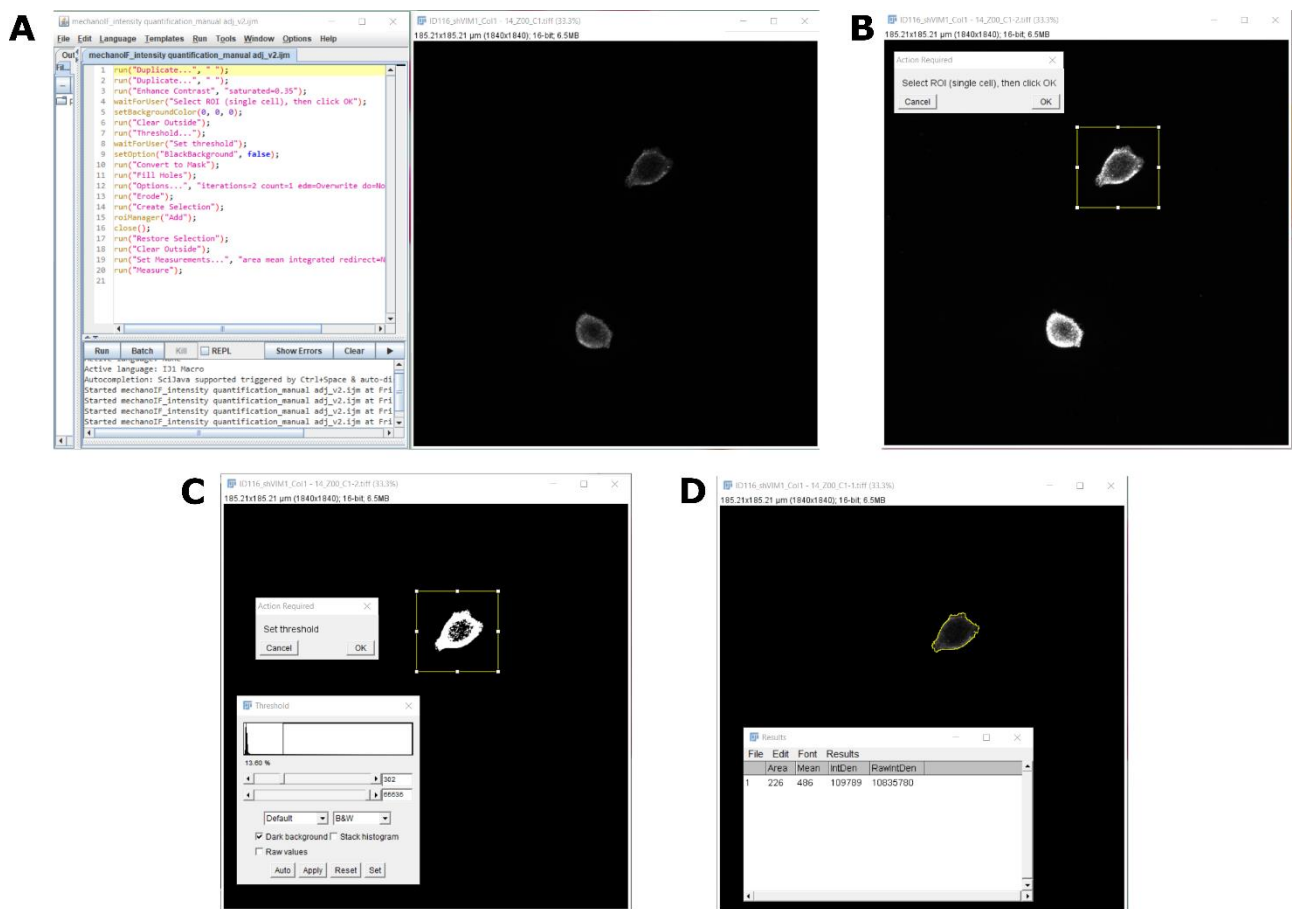 A
mechanoIF_intensity quantification_manual adj_v2.ijm
File Edit Language Templates Run Tools Window Options Help
Out
mechanoIF_intensity quantification_manual adj_v2.ijm
Fil...
1 run("Duplicate...", " ");
2 run("Duplicate...", " ");
3 run("Enhance Contrast", "saturated=0.35");
4 waitForUser("Select ROI (single cell), then click OK");
5 setBackgroundColor(0, 0, 0);
6 run("Clear Outside");
7 run("Threshold...");
8 waitForUser("Set threshold");
9 setOption("BlackBackground", false);
10 run("Convert to Mask");
11 run("Fill Holes");
12 run("Options...", "iterations=2 count=1 edm=Overwrite do=No
13 run("Erode");
14 run("Create Selection");
15 roiManager("Add");
16 close();
17 run("Restore Selection");
18 run("Clear Outside");
19 run("Set Measurements...", "area mean integrated redirect=N
20 run("Measure");
21
Run Batch Kill REPL Show Errors Clear
Active language: IJ1 Macro
Autocompletion: SciJava supported triggered by Ctrl+Space & auto-di
Started mechanoIF_intensity quantification_manual adj_v2.ijm at Fri
Started mechanoIF_intensity quantification_manual adj_v2.ijm at Fri
Started mechanoIF_intensity quantification_manual adj_v2.ijm at Fri
Started mechanoIF_intensity quantification_manual adj_v2.ijm at Fri
ID116_shVIM1_Col1 - 14_Z00_C1.tiff (33.3%)
185.21x185.21 µm (1840x1840); 16-bit; 6.5MB
B
ID116_shVIM1_Col1 - 14_Z00_C1-2.tiff (33.3%)
185.21x185.21 µm (1840x1840); 16-bit; 6.5MB
Action Required
Select ROI (single cell), then click OK
Cancel OK
C
ID116_shVIM1_Col1 - 14_Z00_C1-2.tiff (33.3%)
185.21x185.21 µm (1840x1840); 16-bit; 6.5MB
Action Required
Set threshold
Cancel OK
Threshold
13.60 %
302
65535
Default B&W
Dark background Stack histogram
Raw values
Auto Apply Reset Set
D
ID116_shVIM1_Col1 - 14_Z00_C1-1.tiff (33.3%)
185.21x185.21 µm (1840x1840); 16-bit; 6.5MB
Results
File Edit Font Results
Area Mean IntDen RawIntDen
1 226 486 109789 10835780